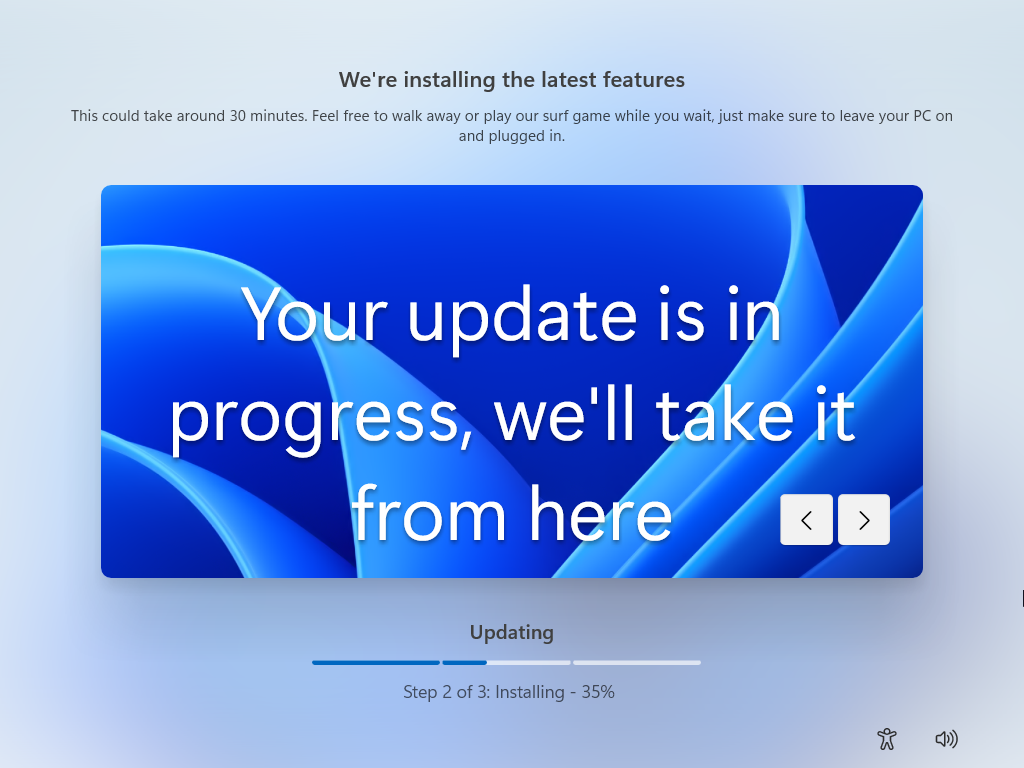 We're installing the latest features
This could take around 30 minutes. Feel free to walk away or play our surf game while you wait, just make sure to leave your PC on
and plugged in.
Your update is in
progress, we'll take it
from here
Updating
Step 2 of 3: Installing - 35%